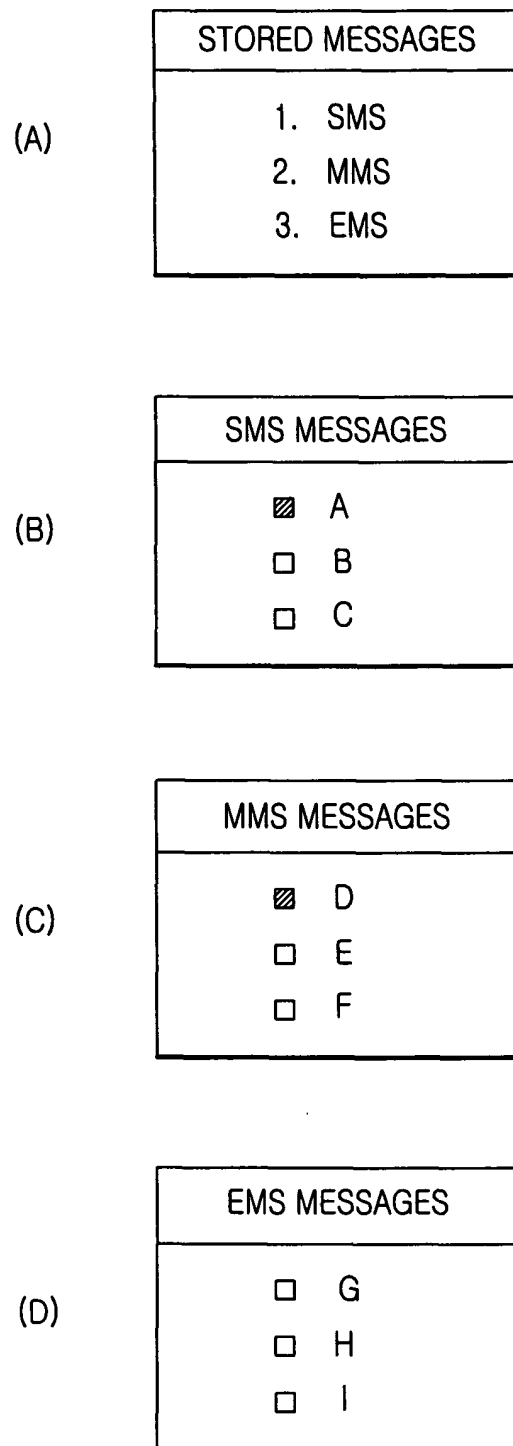 STORED MESSAGES
(A)
1. SMS
2. MMS
3. EMS
SMS MESSAGES
(B)
A
B
C
MMS MESSAGES
(C)
D
E
F
EMS MESSAGES
(D)
G
H
I